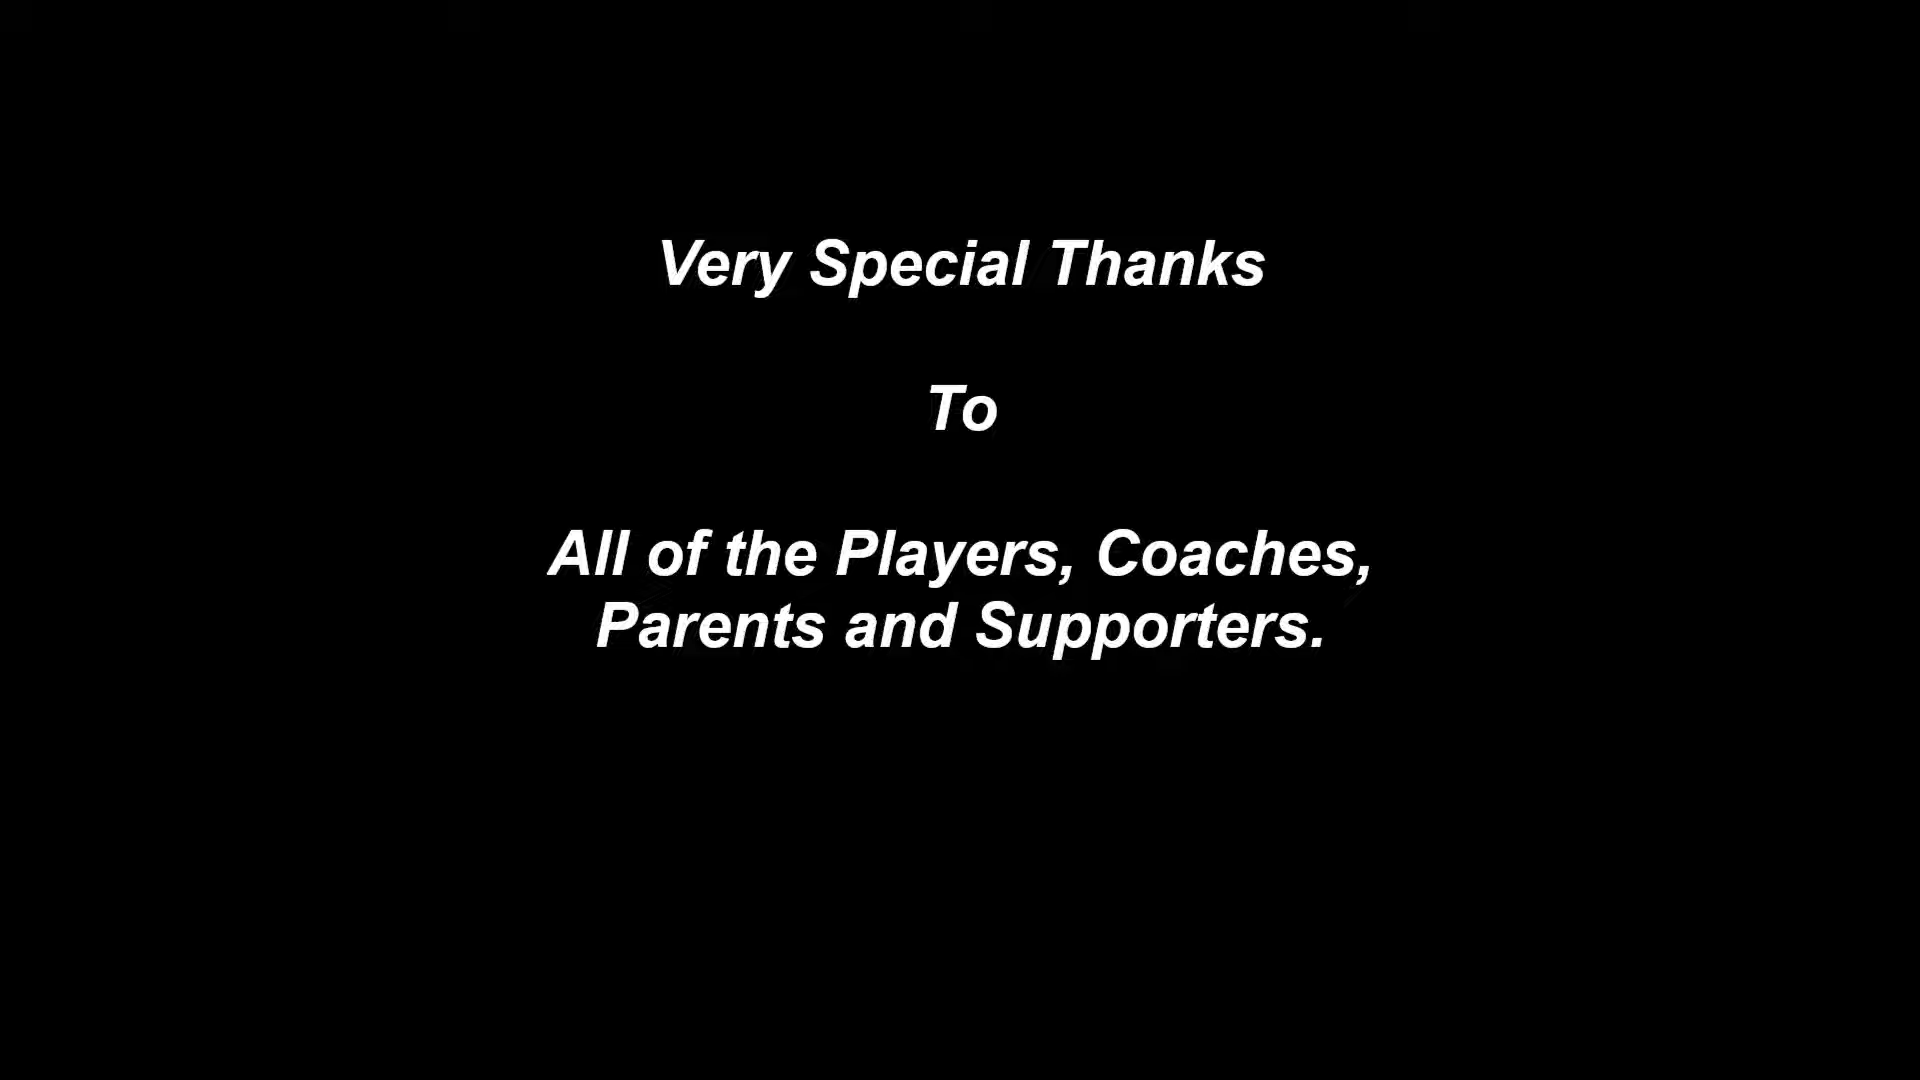 Very Special Thanks
To
All of the Players, Coaches,
Parents and Supporters.